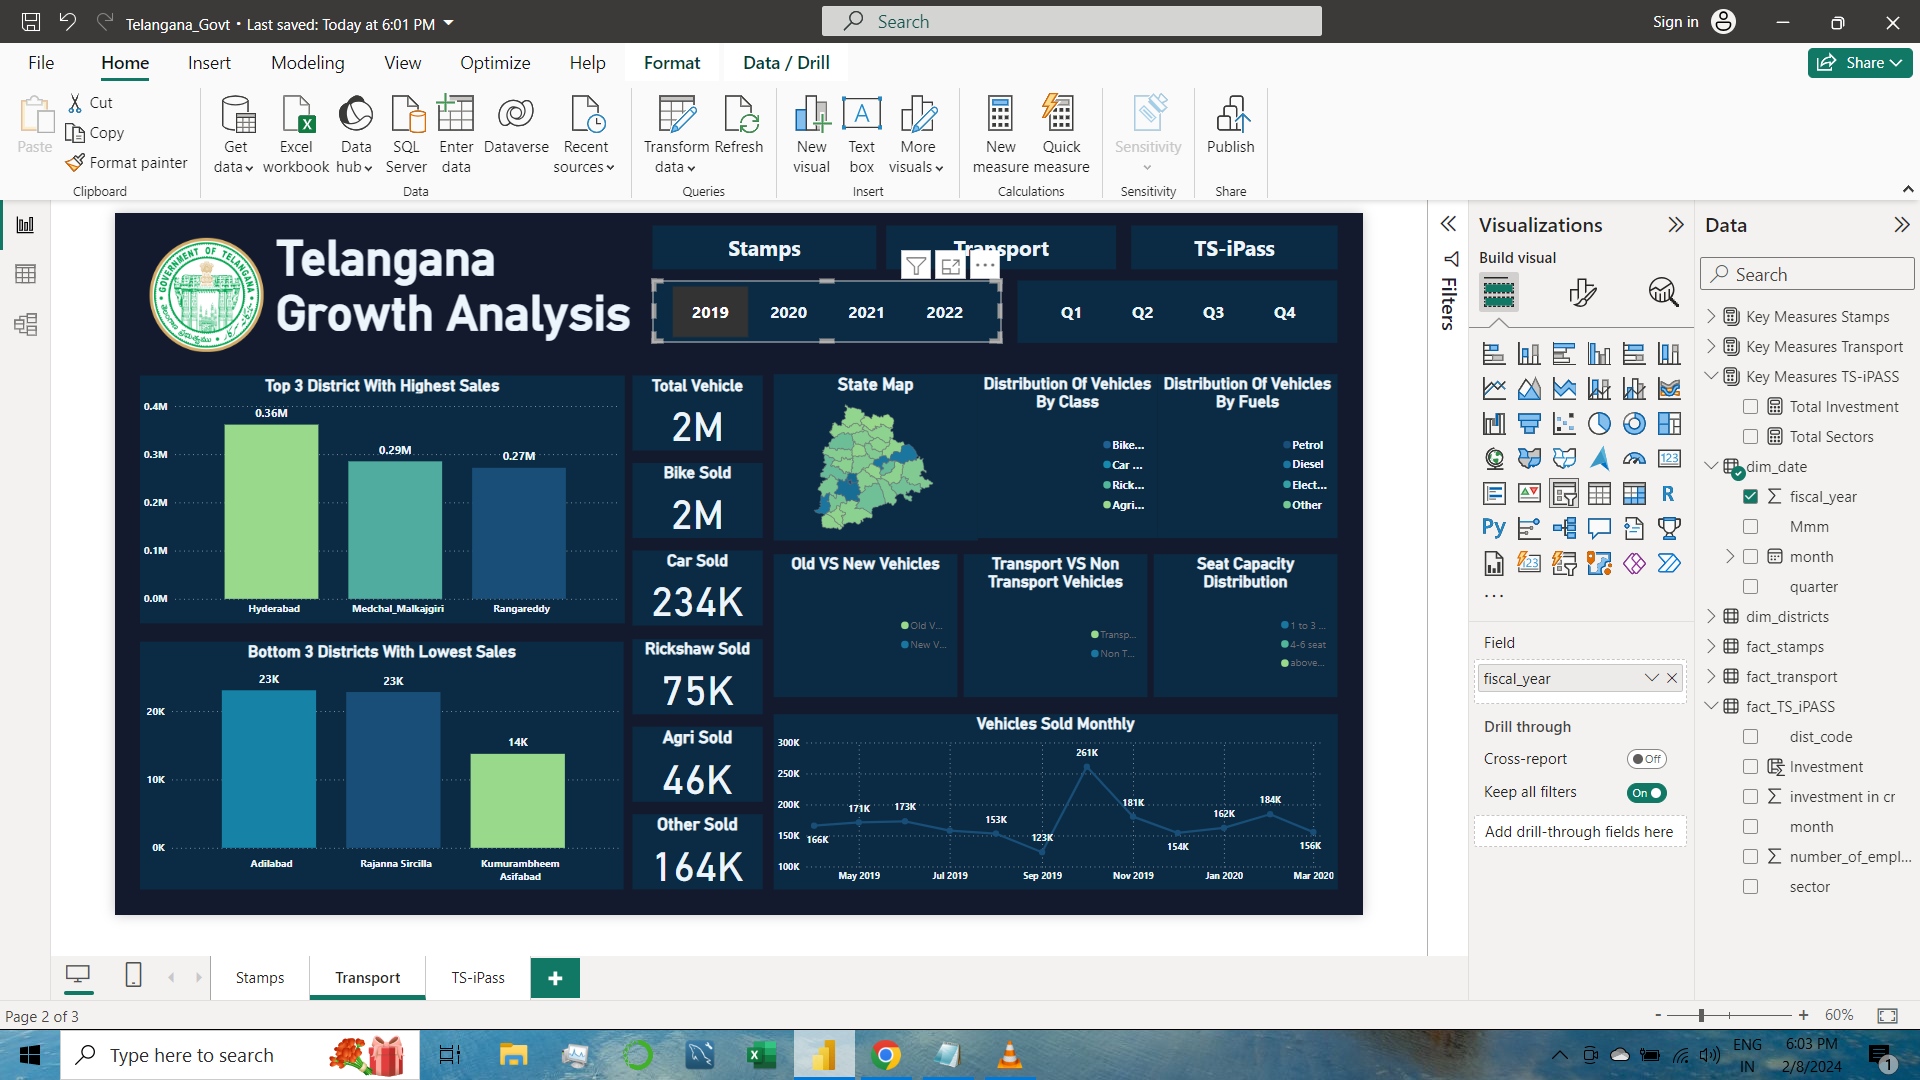 Telangana_Govt • Last saved: Today at 6:01 PM
Search
Sign in
File Home Insert Modeling View Optimize Help Format Data / Drill
Share
Paste
Cut
Copy
Format painter
Clipboard
Get data
Excel workbook
Data hub
SQL Server
Enter data
Dataverse
Recent sources
Data
Transform data
Refresh
Queries
New visual
Text box
More visuals
Insert
New measure
Quick measure
Calculations
Sensitivity
Sensitivity
Publish
Share
GOVERNMENT OF TELANGANA
Telangana
Growth Analysis
Stamps
Transport
TS-iPass
2019 2020 2021 2022
Q1 Q2 Q3 Q4
Top 3 District With Highest Sales
0.4M
0.3M
0.2M
0.1M
0.0M
0.36M
0.29M
0.27M
Hyderabad Medchal_Malkajgiri Rangareddy
Bottom 3 Districts With Lowest Sales
20K
10K
0K
23K
23K
14K
Adilabad Rajanna Sircilla Kumurambheem
Asifabad
Total Vehicle
2M
Bike Sold
2M
Car Sold
234K
Rickshaw Sold
75K
Agri Sold
46K
Other Sold
164K
State Map
Distribution Of Vehicles
By Class
Bike...
Car ...
Rick...
Agri...
Distribution Of Vehicles
By Fuels
Petrol
Diesel
Elect...
Other
Old VS New Vehicles
Old V...
New V...
Transport VS Non
Transport Vehicles
Transp...
Non T...
Seat Capacity
Distribution
1 to 3 ...
4-6 seat
above...
Vehicles Sold Monthly
300K
250K
200K
150K
100K
166K
171K
173K
153K
123K
261K
181K
154K
162K
184K
156K
May 2019 Jul 2019 Sep 2019 Nov 2019 Jan 2020 Mar 2020
Filters
Visualizations
Build visual
123
R
Py
123
...
Field
fiscal_year
Drill through
Cross-report
Off
Keep all filters
On
Add drill-through fields here
Data
Search
Key Measures Stamps
Key Measures Transport
Key Measures TS-iPASS
Total Investment
Total Sectors
dim_date
fiscal_year
Mmm
month
quarter
dim_districts
fact_stamps
fact_transport
fact_TS_iPASS
dist_code
Investment
investment in cr
month
number_of_empl...
sector
Stamps
Transport
TS-iPass
Page 2 of 3
- + 60%
Type here to search
ENG
IN
6:03 PM
2/8/2024
1